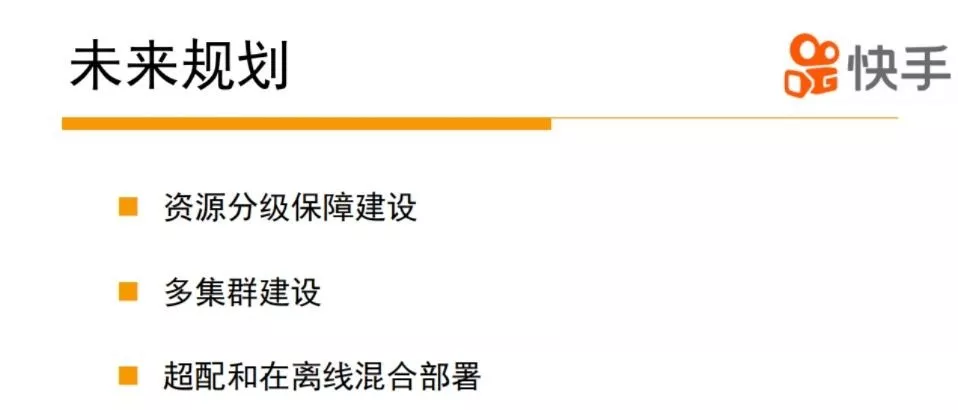 未来规划
快手
资源分级保障建设
多集群建设
超配和在离线混合部署